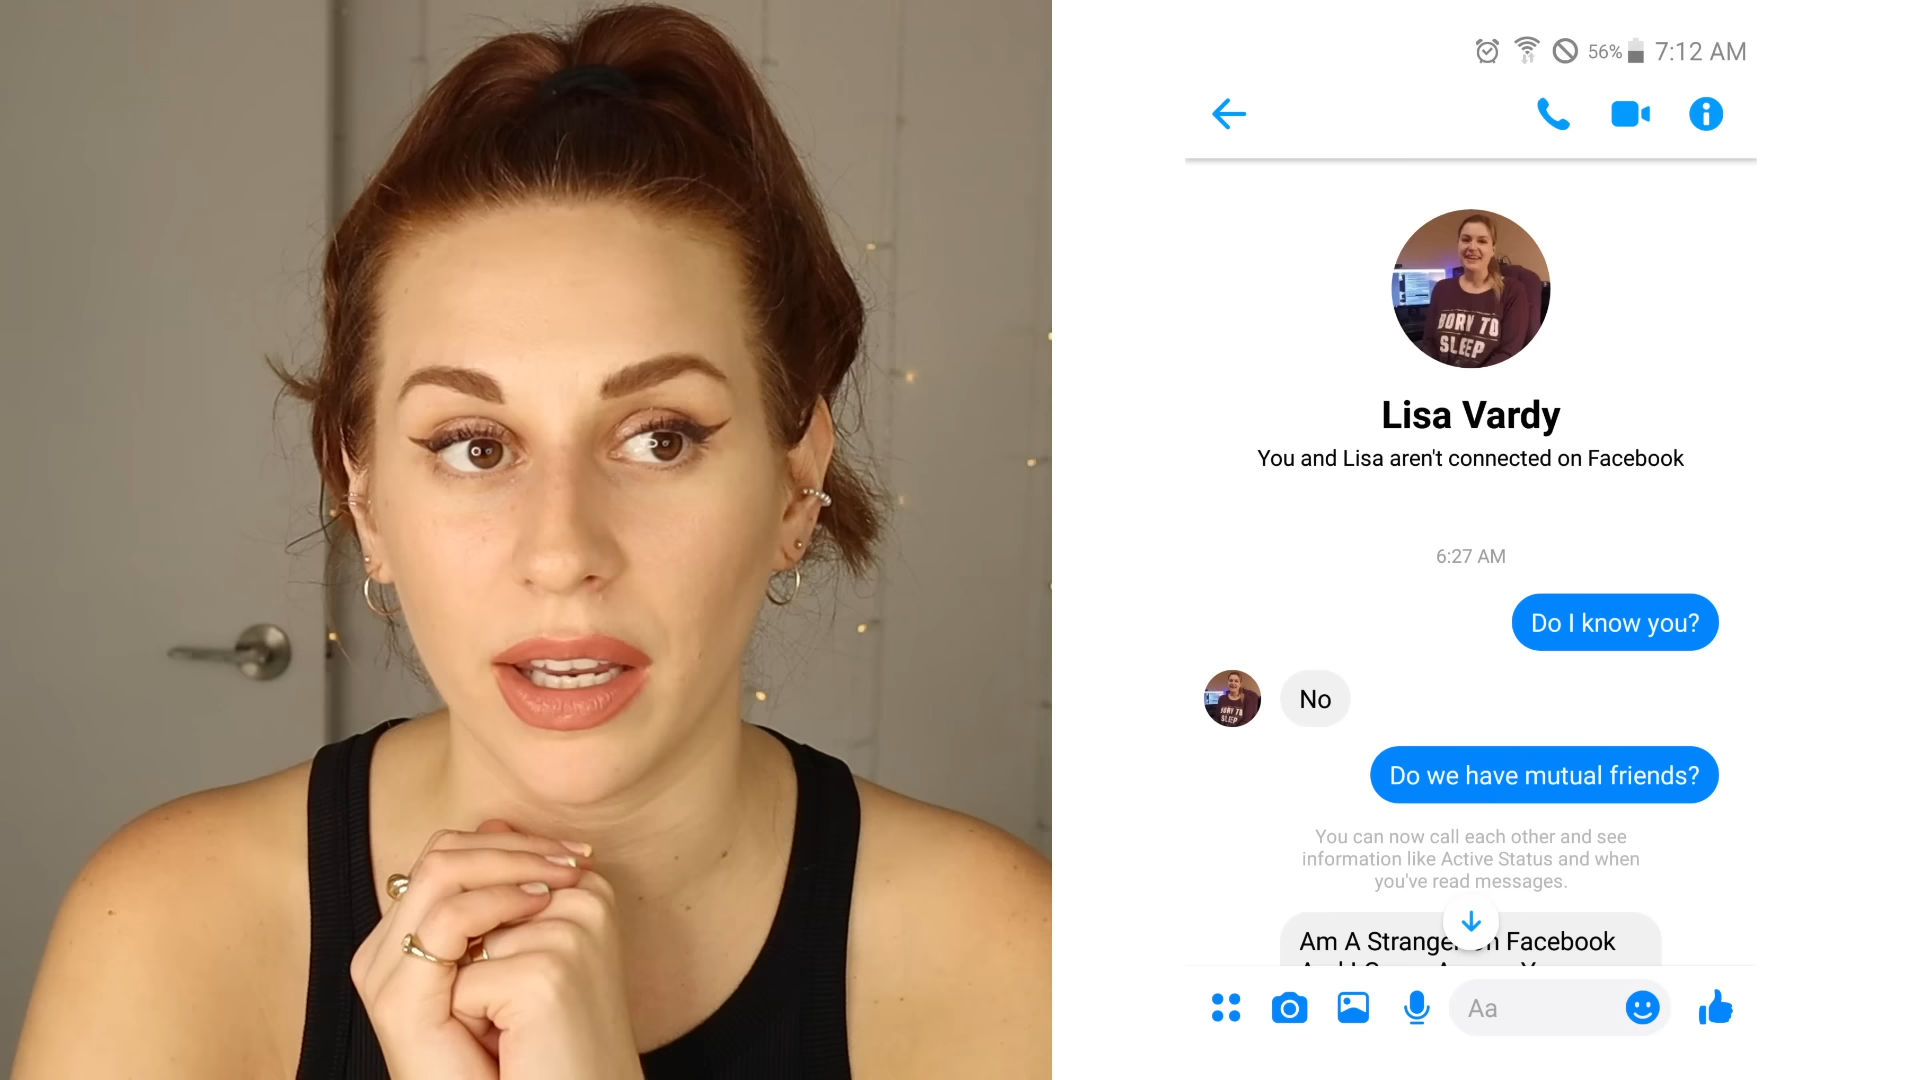 56% 7:12 AM
BORN TO
SLEEP
Lisa Vardy
You and Lisa aren't connected on Facebook
6:27 AM
Do I know you?
No
Do we have mutual friends?
You can now call each other and see
information like Active Status and when
you've read messages.
Am A Stranger on Facebook
Aa